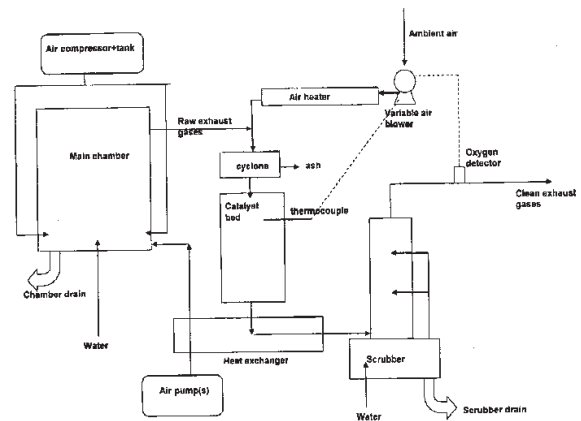 Ambient air
Air compressor+tank
Air heater
Variable air
blower
Raw exhaust
gases
Main chamber
Oxygen
detector
cyclone
ash
Clean exhaust
gases
Catalyst
bed
thermocouple
Chamber drain
Water
Heat exchanger
Scrubber
Air pump(s)
Water
Scrubber drain